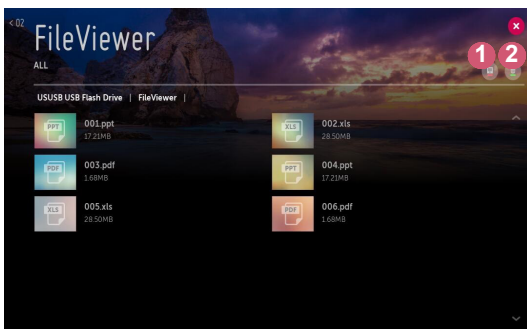 < 02
FileViewer
ALL
1 2
USUSB USB Flash Drive | FileViewer |
PPT 001.ppt
17.21MB
XLS 002.xls
28.50MB
PDF 003.pdf
1.68MB
PPT 004.ppt
17.21MB
XLS 005.xls
28.50MB
PDF 006.pdf
1.68MB